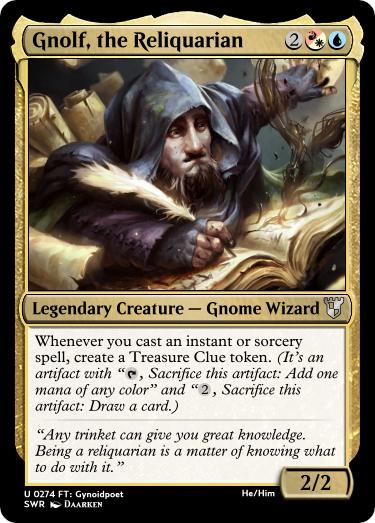 Gnolf, the Reliquarian 2
Legendary Creature — Gnome Wizard
Whenever you cast an instant or sorcery
spell, create a Treasure Clue token. (It's an
artifact with “, Sacrifice this artifact: Add one
mana of any color” and “2, Sacrifice this
artifact: Draw a card.)
“Any trinket can give you great knowledge.
Being a reliquarian is a matter of knowing what
to do with it.”
2/2
U 0274 FT: Gynoidpoet He/Him
SWR Daarken